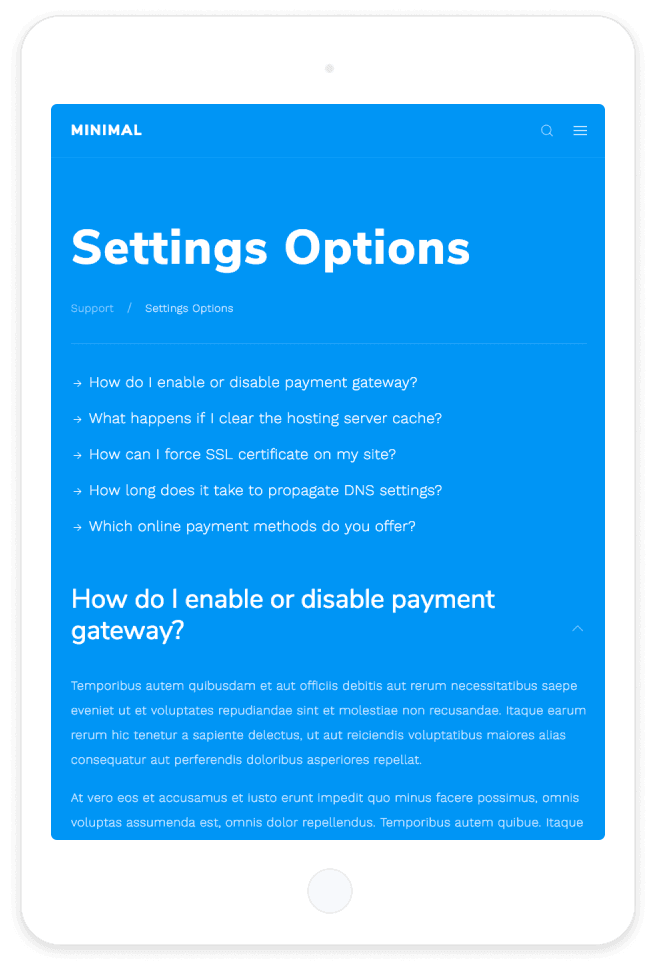 MINIMAL
Settings Options
Support / Settings Options
→ How do I enable or disable payment gateway?
→ What happens if I clear the hosting server cache?
→ How can I force SSL certificate on my site?
→ How long does it take to propagate DNS settings?
→ Which online payment methods do you offer?
How do I enable or disable payment
gateway?
Temporibus autem quibusdam et aut officiis debitis aut rerum necessitatibus saepe
eveniet ut et voluptates repudiandae sint et molestiae non recusandae. Itaque earum
rerum hic tenetur a sapiente delectus, ut aut reiciendis voluptatibus maiores alias
consequatur aut perferendis doloribus asperiores repellat.
At vero eos et accusamus et iusto erunt impedit quo minus facere possimus, omnis
voluptas assumenda est, omnis dolor repellendus. Temporibus autem quibue. Itaque